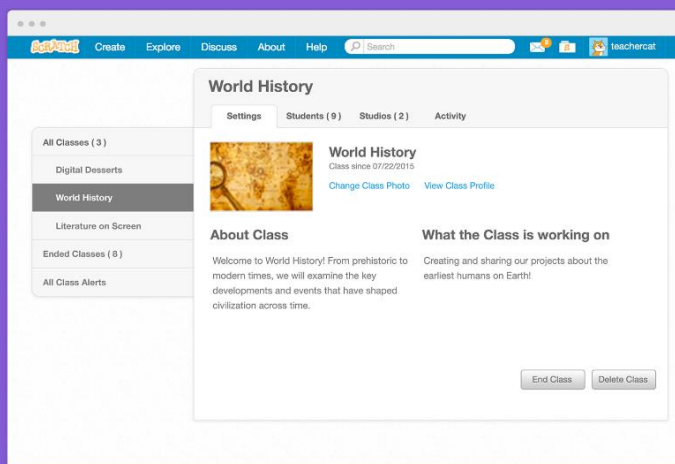 SCRATCH Create Explore Discuss About Help Search teachercat
World History
Settings Students ( 9 ) Studios ( 2 ) Activity
All Classes ( 3 )
Digital Desserts
World History
Literature on Screen
Ended Classes ( 8 )
All Class Alerts
World History
Class since 07/22/2015
Change Class Photo View Class Profile
About Class
Welcome to World History! From prehistoric to
modern times, we will examine the key
developments and events that have shaped
civilization across time.
What the Class is working on
Creating and sharing our projects about the
earliest humans on Earth!
End Class Delete Class